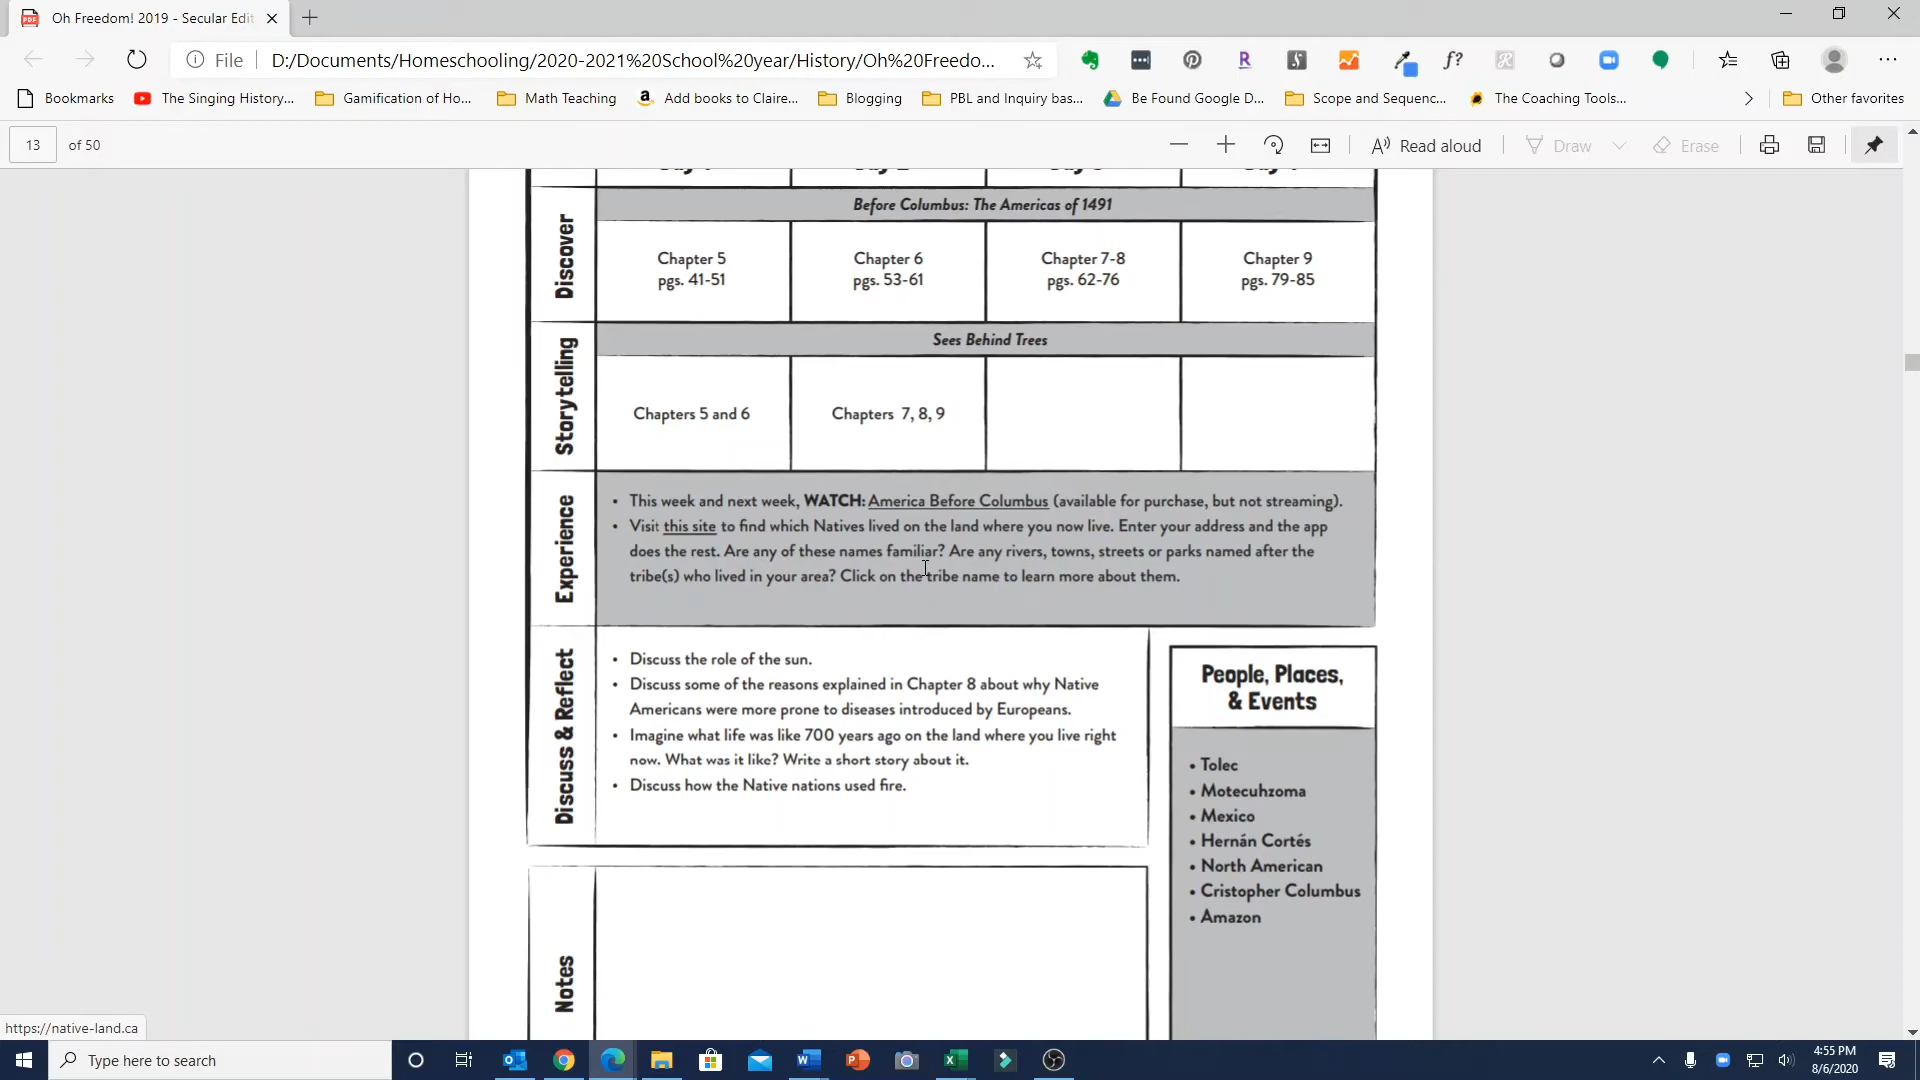 Oh Freedom! 2019 - Secular Edit
File
D:/Documents/Homeschooling/2020-2021%20School%20year/History/Oh%20Freedo...
Bookmarks
The Singing History...
Gamification of Ho...
Math Teaching
Add books to Claire...
Blogging
PBL and Inquiry bas...
Be Found Google D...
Scope and Sequenc...
The Coaching Tools...
Other favorites
13 of 50
Read aloud
Draw
Erase
Discover
Before Columbus: The Americas of 1491
Chapter 5
pgs. 41-51
Chapter 6
pgs. 53-61
Chapter 7-8
pgs. 62-76
Chapter 9
pgs. 79-85
Storytelling
Sees Behind Trees
Chapters 5 and 6
Chapters 7, 8, 9
Experience
• This week and next week, WATCH: America Before Columbus (available for purchase, but not streaming).
• Visit this site to find which Natives lived on the land where you now live. Enter your address and the app
does the rest. Are any of these names familiar? Are any rivers, towns, streets or parks named after the
tribe(s) who lived in your area? Click on the tribe name to learn more about them.
Discuss & Reflect
• Discuss the role of the sun.
• Discuss some of the reasons explained in Chapter 8 about why Native
Americans were more prone to diseases introduced by Europeans.
• Imagine what life was like 700 years ago on the land where you live right
now. What was it like? Write a short story about it.
• Discuss how the Native nations used fire.
People, Places,
& Events
• Tolec
• Motecuhzoma
• Mexico
• Hernán Cortés
• North American
• Cristopher Columbus
• Amazon
Notes
https://native-land.ca
Type here to search
4:55 PM
8/6/2020